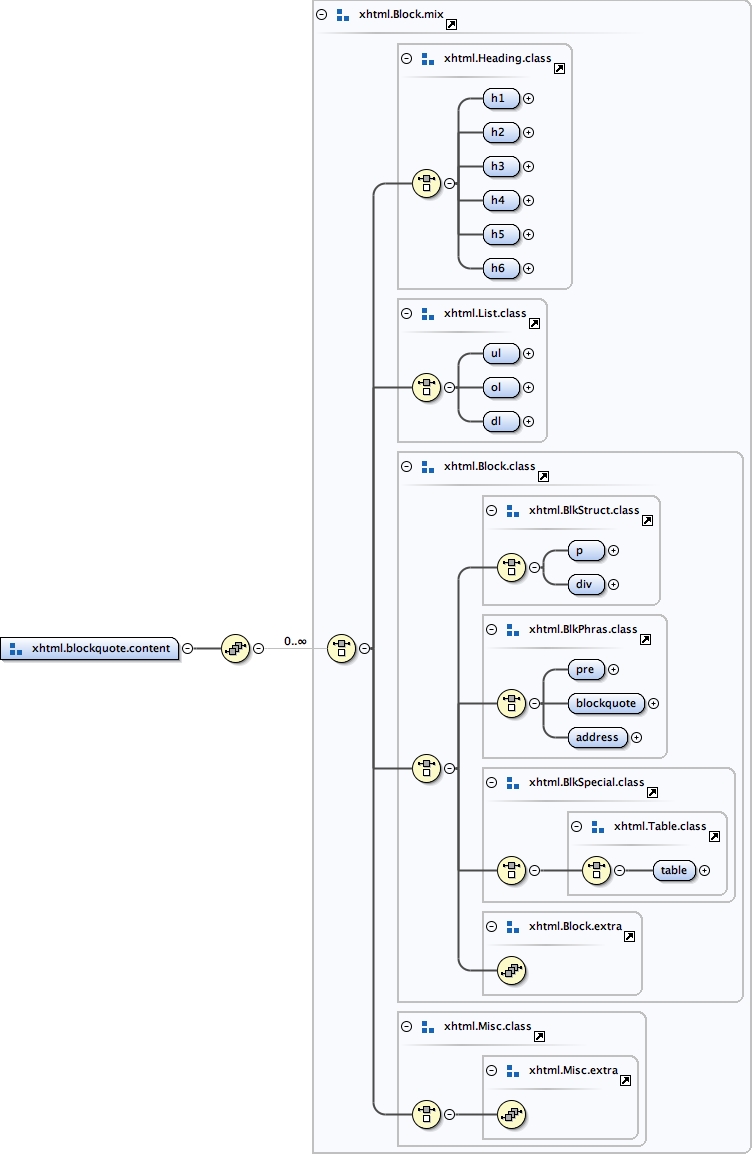 xhtml.Block.mix
xhtml.Heading.class
h1
h2
h3
h4
h5
h6
xhtml.List.class
ul
ol
dl
xhtml.Block.class
xhtml.BlkStruct.class
p
div
xhtml.BlkPhras.class
xhtml.blockquote.content
0..∞
pre
blockquote
address
xhtml.BlkSpecial.class
xhtml.Table.class
table
xhtml.Block.extra
xhtml.Misc.class
xhtml.Misc.extra